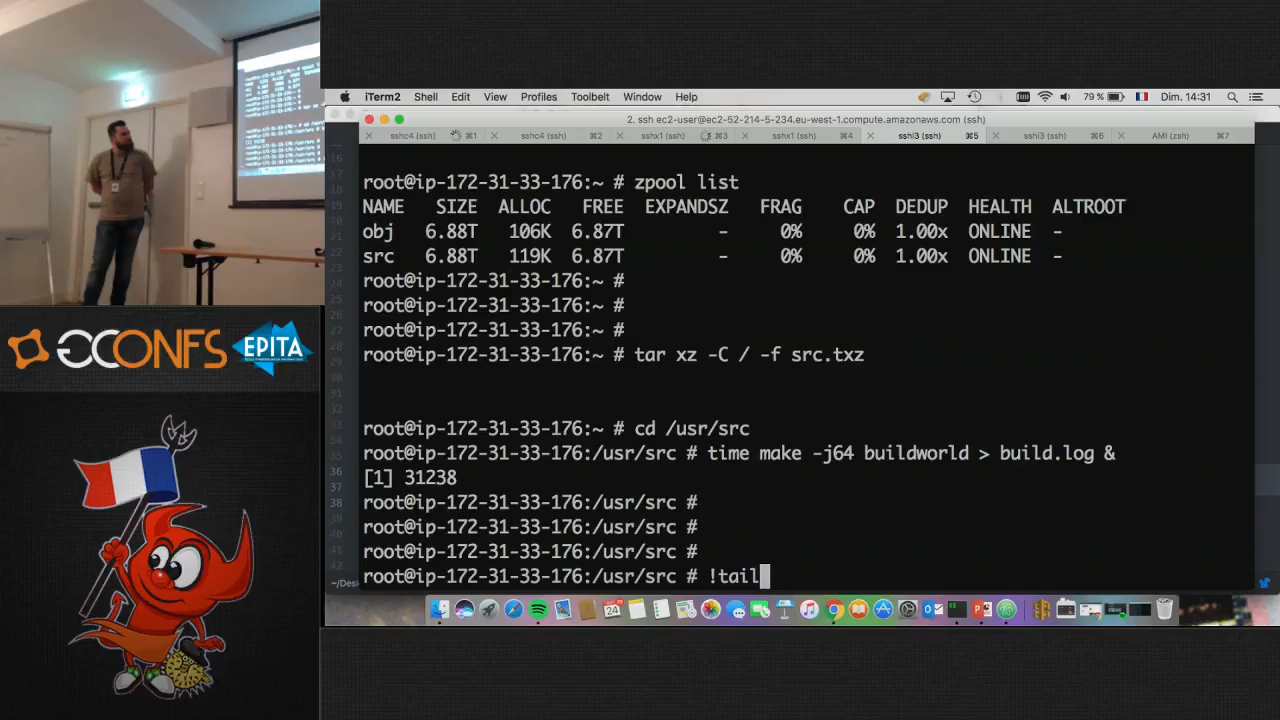 iTerm2 Shell Edit View Profiles Toolbelt Window Help 79 % Dim. 14:31
2. ssh ec2-user@ec2-52-214-5-234.eu-west-1.compute.amazonaws.com (ssh)
sshc4 (ssh) ⌘1 sshc4 (ssh) ⌘2 sshx1 (ssh) ⌘3 sshx1 (ssh) ⌘4 sshi3 (ssh) ⌘5 sshi3 (ssh) ⌘6 AMI (zsh) ⌘7
root@ip-172-31-33-176:~ # zpool list
NAME SIZE ALLOC FREE EXPANDSZ FRAG CAP DEDUP HEALTH ALTROOT
obj 6.88T 106K 6.87T - 0% 0% 1.00x ONLINE -
src 6.88T 119K 6.87T - 0% 0% 1.00x ONLINE -
root@ip-172-31-33-176:~ #
root@ip-172-31-33-176:~ #
root@ip-172-31-33-176:~ #
root@ip-172-31-33-176:~ # tar xz -C / -f src.txz
root@ip-172-31-33-176:~ # cd /usr/src
root@ip-172-31-33-176:/usr/src # time make -j64 buildworld > build.log &
[1] 31238
root@ip-172-31-33-176:/usr/src #
root@ip-172-31-33-176:/usr/src #
root@ip-172-31-33-176:/usr/src #
root@ip-172-31-33-176:/usr/src # !tail
~/Des
GCONFS
EPITA